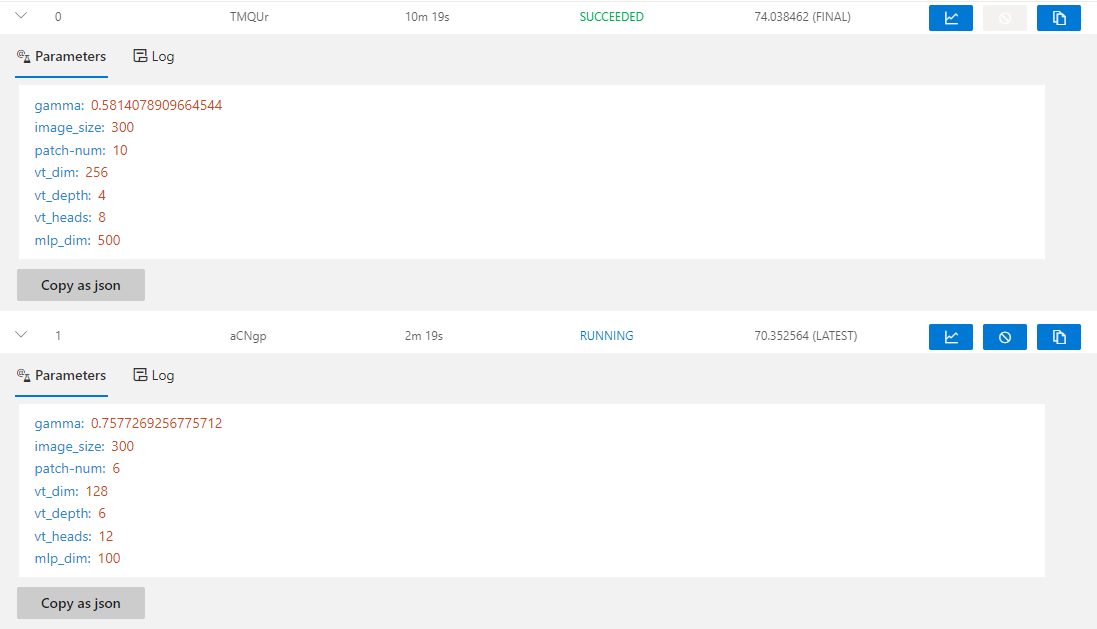 0 TMQUr 10m 19s SUCCEEDED 74.038462 (FINAL)
Parameters Log
gamma: 0.5814078909664544
image_size: 300
patch-num: 10
vt_dim: 256
vt_depth: 4
vt_heads: 8
mlp_dim: 500
Copy as json
1 aCNgp 2m 19s RUNNING 70.352564 (LATEST)
Parameters Log
gamma: 0.7577269256775712
image_size: 300
patch-num: 6
vt_dim: 128
vt_depth: 6
vt_heads: 12
mlp_dim: 100
Copy as json